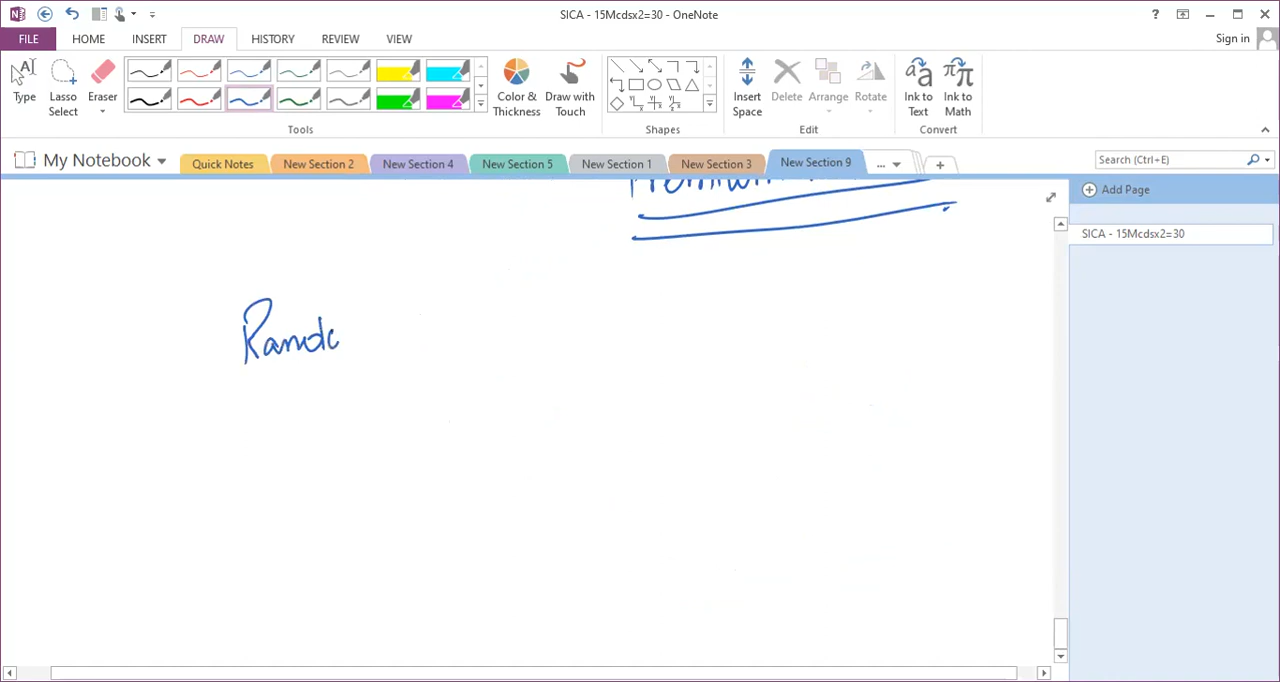 SICA - 15Mcdsx2=30 - OneNote
FILE HOME INSERT DRAW HISTORY REVIEW VIEW
Sign in
Type
Lasso Select
Eraser
Color & Thickness
Draw with Touch
Insert Space
Delete
Arrange
Rotate
Ink to Text
Ink to Math
Tools
Shapes
Edit
Convert
My Notebook
Quick Notes
New Section 2
New Section 4
New Section 5
New Section 1
New Section 3
New Section 9
...
Search (Ctrl+E)
Add Page
SICA - 15Mcdsx2=30
Rando